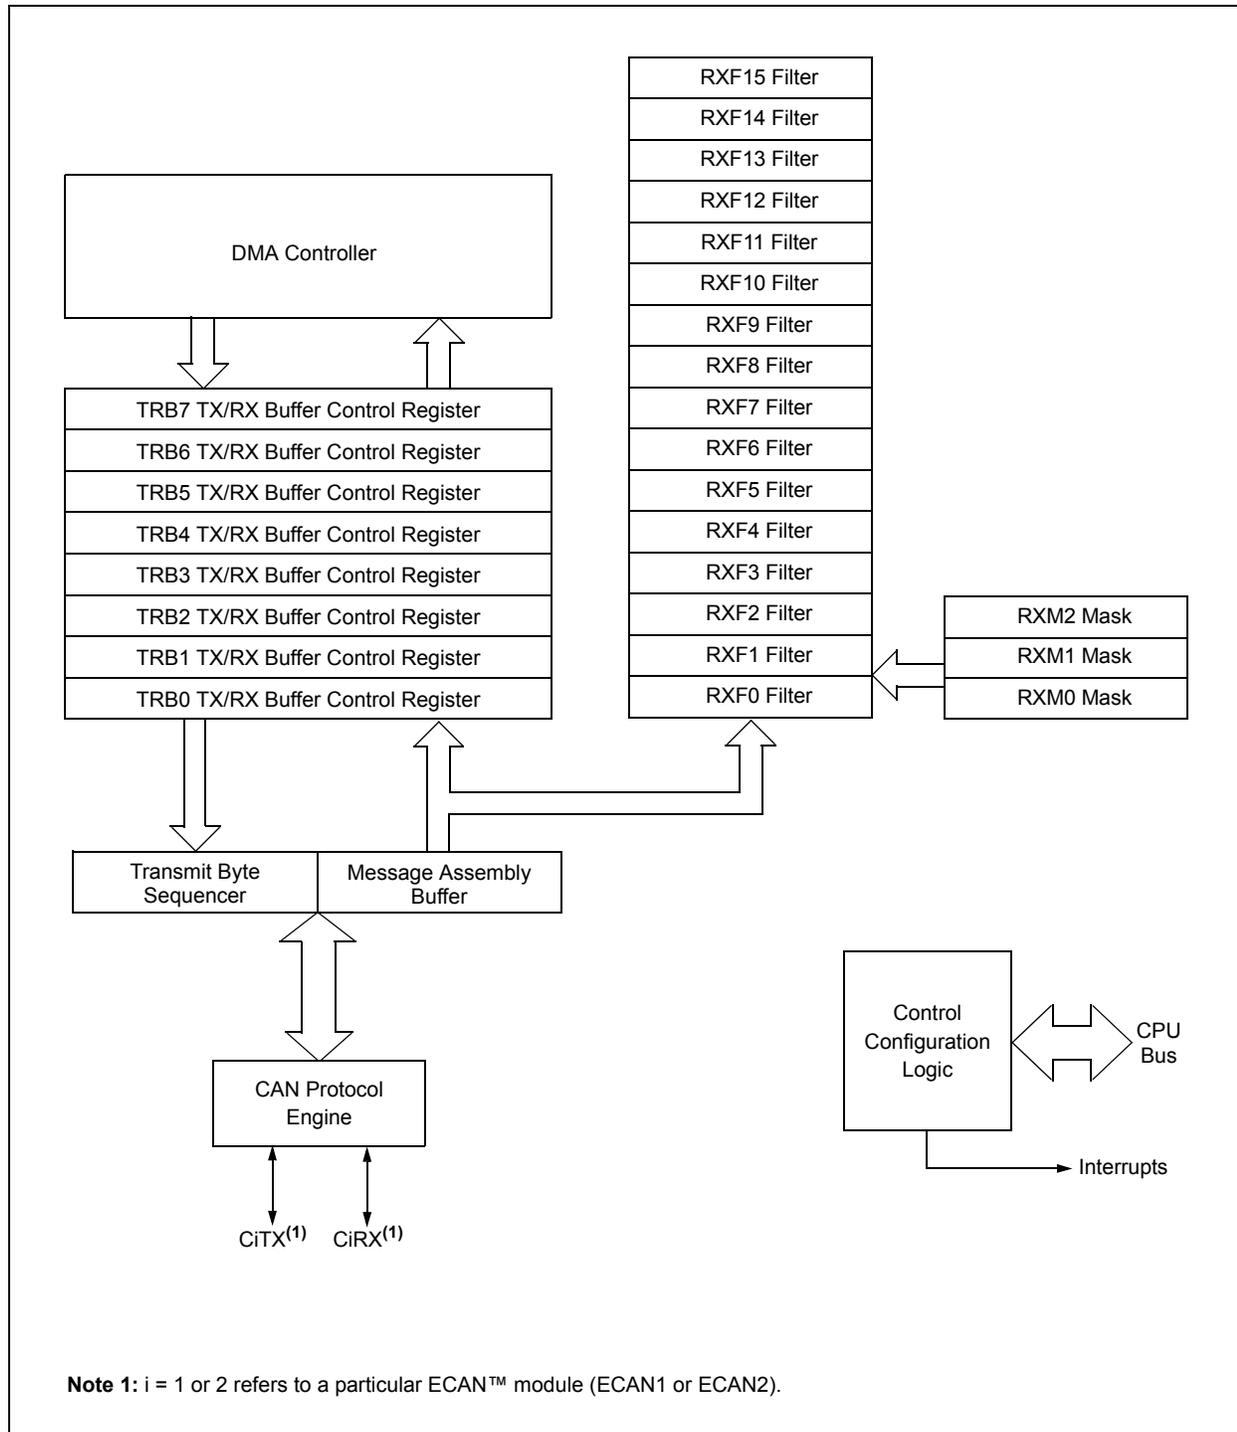 RXF15 Filter
RXF14 Filter
RXF13 Filter
RXF12 Filter
RXF11 Filter
RXF10 Filter
RXF9 Filter
RXF8 Filter
RXF7 Filter
RXF6 Filter
RXF5 Filter
RXF4 Filter
RXF3 Filter
RXF2 Filter
RXF1 Filter
RXF0 Filter
DMA Controller
TRB7 TX/RX Buffer Control Register
TRB6 TX/RX Buffer Control Register
TRB5 TX/RX Buffer Control Register
TRB4 TX/RX Buffer Control Register
TRB3 TX/RX Buffer Control Register
TRB2 TX/RX Buffer Control Register
TRB1 TX/RX Buffer Control Register
TRB0 TX/RX Buffer Control Register
RXM2 Mask
RXM1 Mask
RXM0 Mask
Transmit Byte
Sequencer
Message Assembly
Buffer
CAN Protocol
Engine
CiTX(1)
CiRX(1)
Control
Configuration
Logic
CPU
Bus
Interrupts
Note 1: i = 1 or 2 refers to a particular ECAN™ module (ECAN1 or ECAN2).